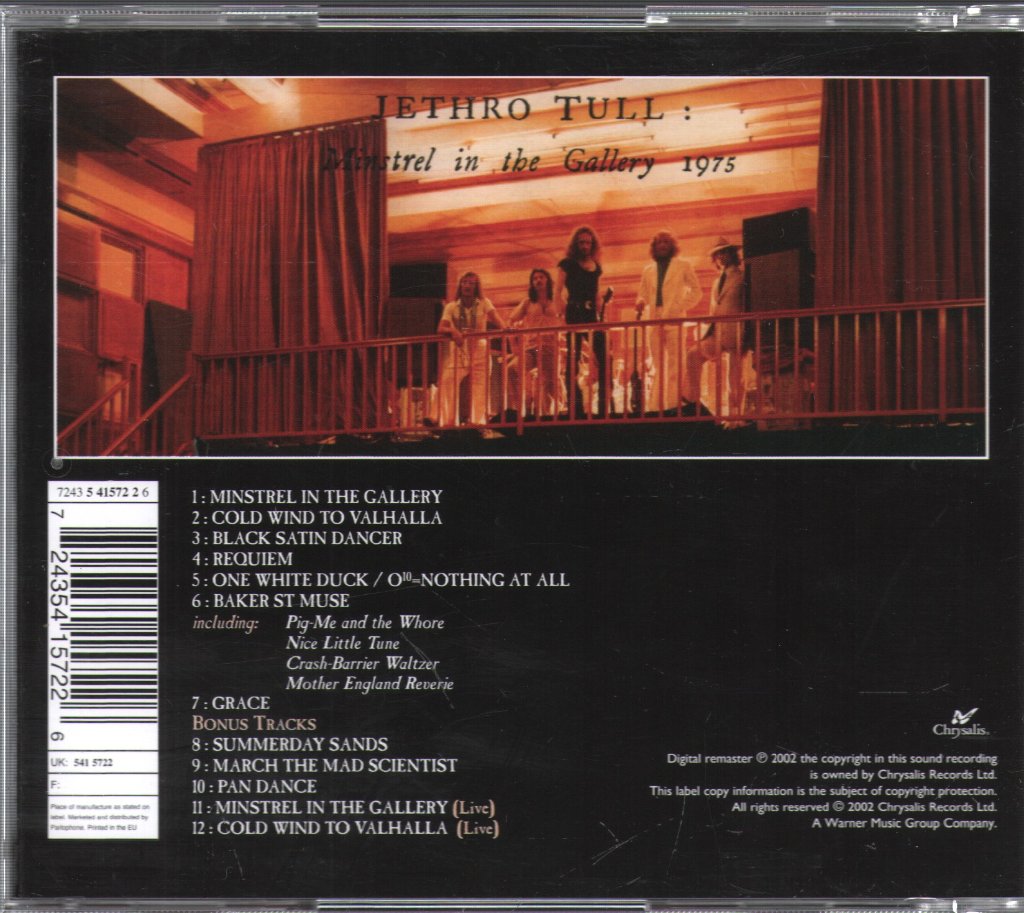 JETHRO TULL :
Minstrel in the Gallery 1975
7243 5 41572 2 6
7 24354 15722 6
UK: 541 5722
F:
Place of manufacture as stated on
label. Marketed and distributed by
Parlophone. Printed in the EU
1 : MINSTREL IN THE GALLERY
2 : COLD WIND TO VALHALLA
3 : BLACK SATIN DANCER
4 : REQUIEM
5 : ONE WHITE DUCK / O¹⁰=NOTHING AT ALL
6 : BAKER ST MUSE
including: Pig-Me and the Whore
Nice Little Tune
Crash-Barrier Waltzer
Mother England Reverie
7 : GRACE
BONUS TRACKS
8 : SUMMERDAY SANDS
9 : MARCH THE MAD SCIENTIST
10 : PAN DANCE
11 : MINSTREL IN THE GALLERY (Live)
12 : COLD WIND TO VALHALLA (Live)
Chrysalis.
Digital remaster ℗ 2002 the copyright in this sound recording
is owned by Chrysalis Records Ltd.
This label copy information is the subject of copyright protection.
All rights reserved © 2002 Chrysalis Records Ltd.
A Warner Music Group Company.